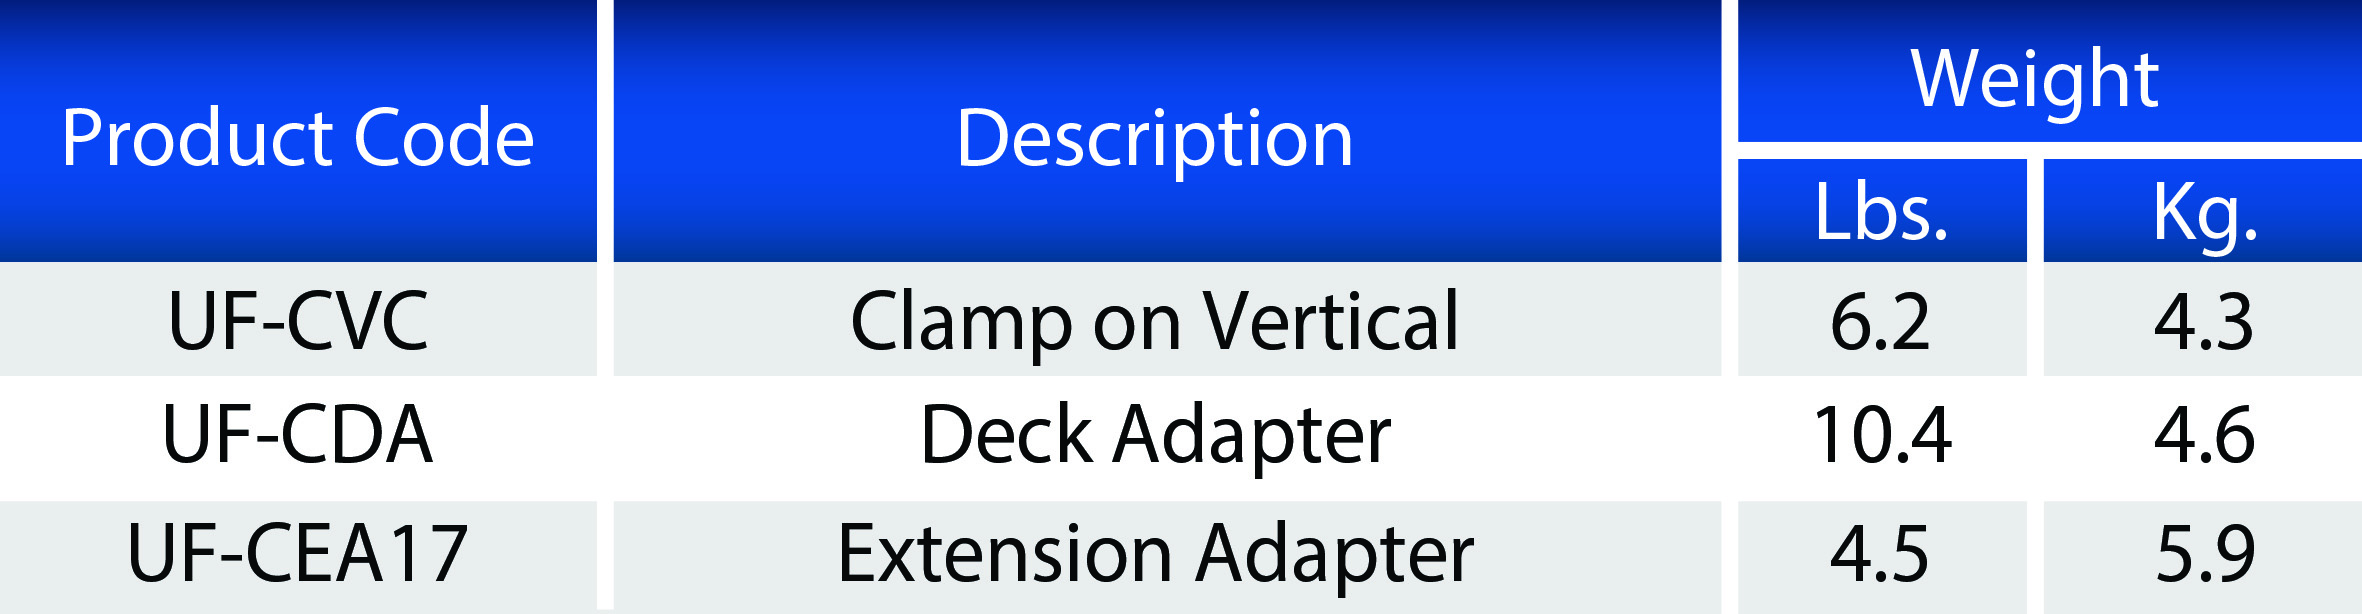 Product Code Description Weight
Lbs. Kg.
UF-CVC Clamp on Vertical 6.2 4.3
UF-CDA Deck Adapter 10.4 4.6
UF-CEA17 Extension Adapter 4.5 5.9